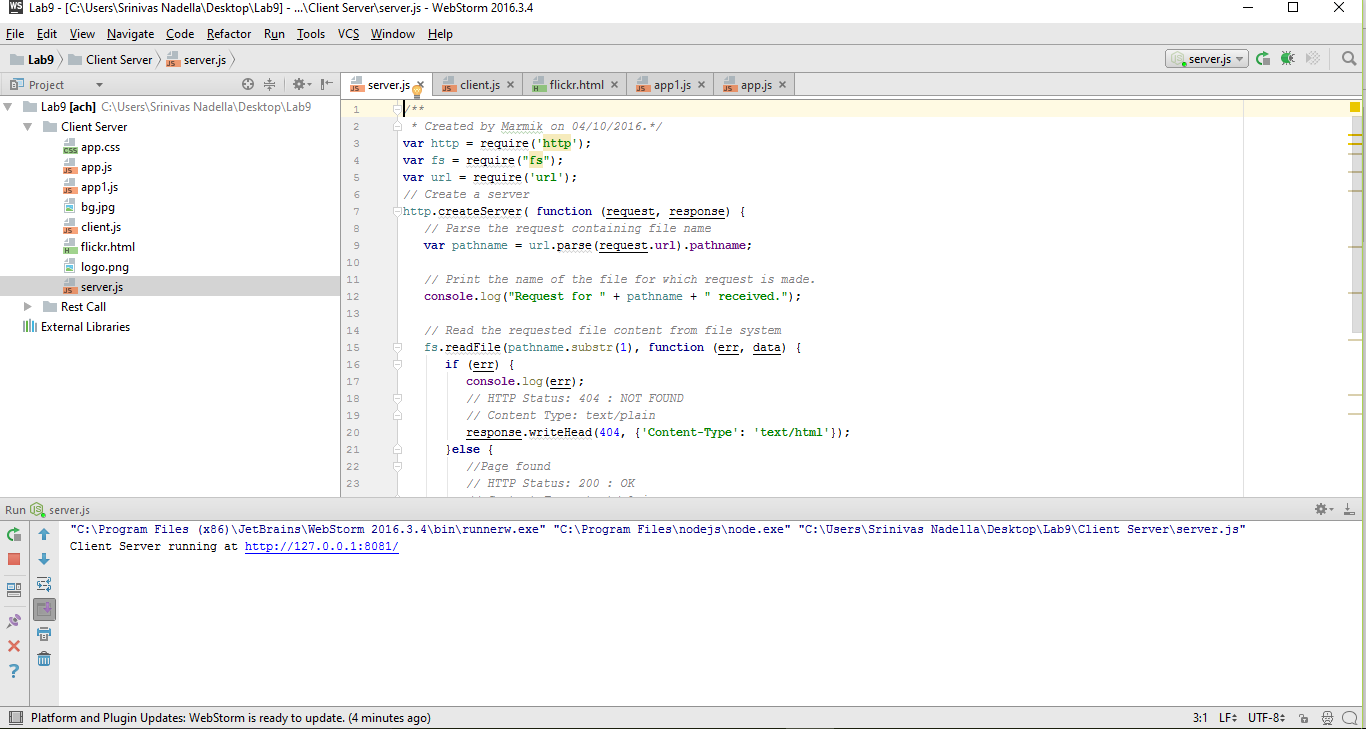 WS Lab9 - [C:\Users\Srinivas Nadella\Desktop\Lab9] - ...\Client Server\server.js - WebStorm 2016.3.4
File Edit View Navigate Code Refactor Run Tools VCS Window Help
Lab9 Client Server server.js server.js
Project
server.js client.js flickr.html app1.js app.js
Lab9 [ach] C:\Users\Srinivas Nadella\Desktop\Lab9
Client Server
app.css
app.js
app1.js
bg.jpg
client.js
flickr.html
logo.png
server.js
Rest Call
External Libraries
1 /**
2 * Created by Marmik on 04/10/2016.*/
3 var http = require('http');
4 var fs = require("fs");
5 var url = require('url');
6 // Create a server
7 http.createServer( function (request, response) {
8 // Parse the request containing file name
9 var pathname = url.parse(request.url).pathname;
10
11 // Print the name of the file for which request is made.
12 console.log("Request for " + pathname + " received.");
13
14 // Read the requested file content from file system
15 fs.readFile(pathname.substr(1), function (err, data) {
16 if (err) {
17 console.log(err);
18 // HTTP Status: 404 : NOT FOUND
19 // Content Type: text/plain
20 response.writeHead(404, {'Content-Type': 'text/html'});
21 }else {
22 //Page found
23 // HTTP Status: 200 : OK
Run server.js
"C:\Program Files (x86)\JetBrains\WebStorm 2016.3.4\bin\runnerw.exe" "C:\Program Files\nodejs\node.exe" "C:\Users\Srinivas Nadella\Desktop\Lab9\Client Server\server.js"
Client Server running at http://127.0.0.1:8081/
Platform and Plugin Updates: WebStorm is ready to update. (4 minutes ago) 3:1 LF UTF-8